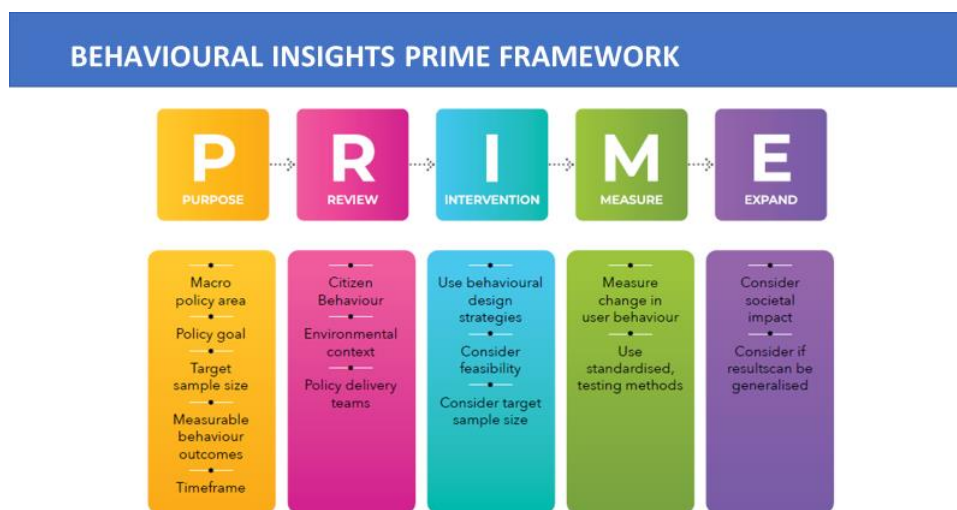 BEHAVIOURAL INSIGHTS PRIME FRAMEWORK
P
PURPOSE
R
REVIEW
I
INTERVENTION
M
MEASURE
E
EXPAND
Macro
policy area
Policy goal
Target
sample size
Measurable
behaviour
outcomes
Timeframe
Citizen
Behaviour
Environmental
context
Policy delivery
teams
Use behavioural
design
strategies
Consider
feasibility
Consider target
sample size
Measure
change in
user behaviour
Use
standardised,
testing methods
Consider
societal
impact
Consider if
resultscan be
generalised